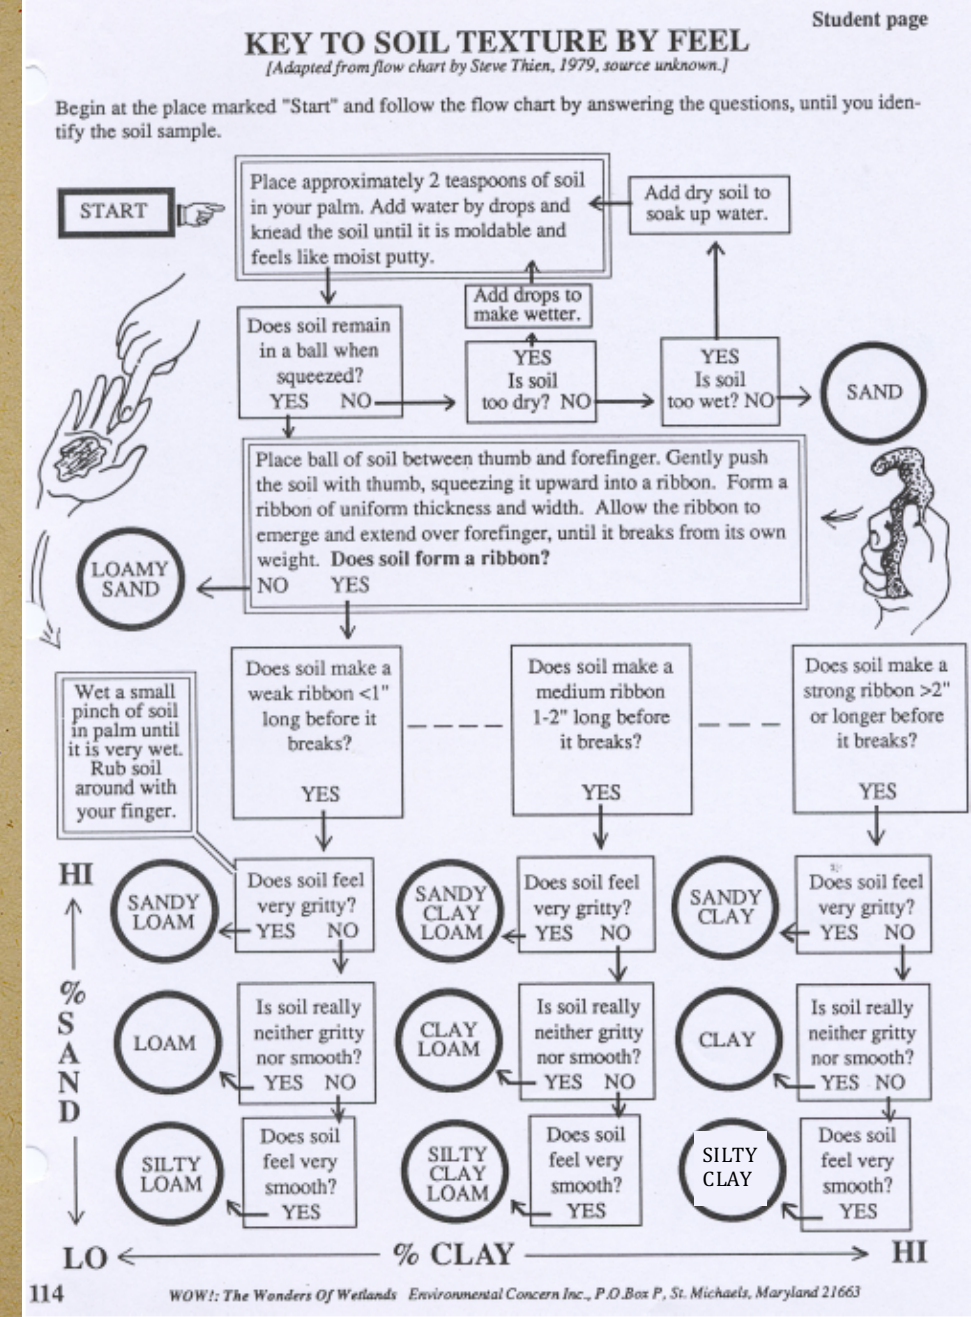 Student page
KEY TO SOIL TEXTURE BY FEEL
[Adapted from flow chart by Steve Thien, 1979, source unknown.]
Begin at the place marked "Start" and follow the flow chart by answering the questions, until you iden-
tify the soil sample.
START
Place approximately 2 teaspoons of soil
in your palm. Add water by drops and
knead the soil until it is moldable and
feels like moist putty.
Add dry soil to
soak up water.
Add drops to
make wetter.
Does soil remain
in a ball when
squeezed?
YES NO
YES
Is soil
too dry? NO
YES
Is soil
too wet? NO
SAND
Place ball of soil between thumb and forefinger. Gently push
the soil with thumb, squeezing it upward into a ribbon. Form a
ribbon of uniform thickness and width. Allow the ribbon to
emerge and extend over forefinger, until it breaks from its own
weight. Does soil form a ribbon?
NO YES
LOAMY
SAND
Wet a small
pinch of soil
in palm until
it is very wet.
Rub soil
around with
your finger.
Does soil make a
weak ribbon <1"
long before it
breaks?
YES
Does soil make a
medium ribbon
1-2" long before
it breaks?
YES
Does soil make a
strong ribbon >2"
or longer before
it breaks?
YES
HI
% SAND
SANDY
LOAM
Does soil feel
very gritty?
YES NO
SANDY
CLAY
LOAM
Does soil feel
very gritty?
YES NO
SANDY
CLAY
Does soil feel
very gritty?
YES NO
LOAM
Is soil really
neither gritty
nor smooth?
YES NO
CLAY
LOAM
Is soil really
neither gritty
nor smooth?
YES NO
CLAY
Is soil really
neither gritty
nor smooth?
YES NO
SILTY
LOAM
Does soil
feel very
smooth?
YES
SILTY
CLAY
LOAM
Does soil
feel very
smooth?
YES
SILTY
CLAY
Does soil
feel very
smooth?
YES
LO % CLAY HI
114 WOW!: The Wonders Of Wetlands Environmental Concern Inc., P.O.Box P, St. Michaels, Maryland 21663